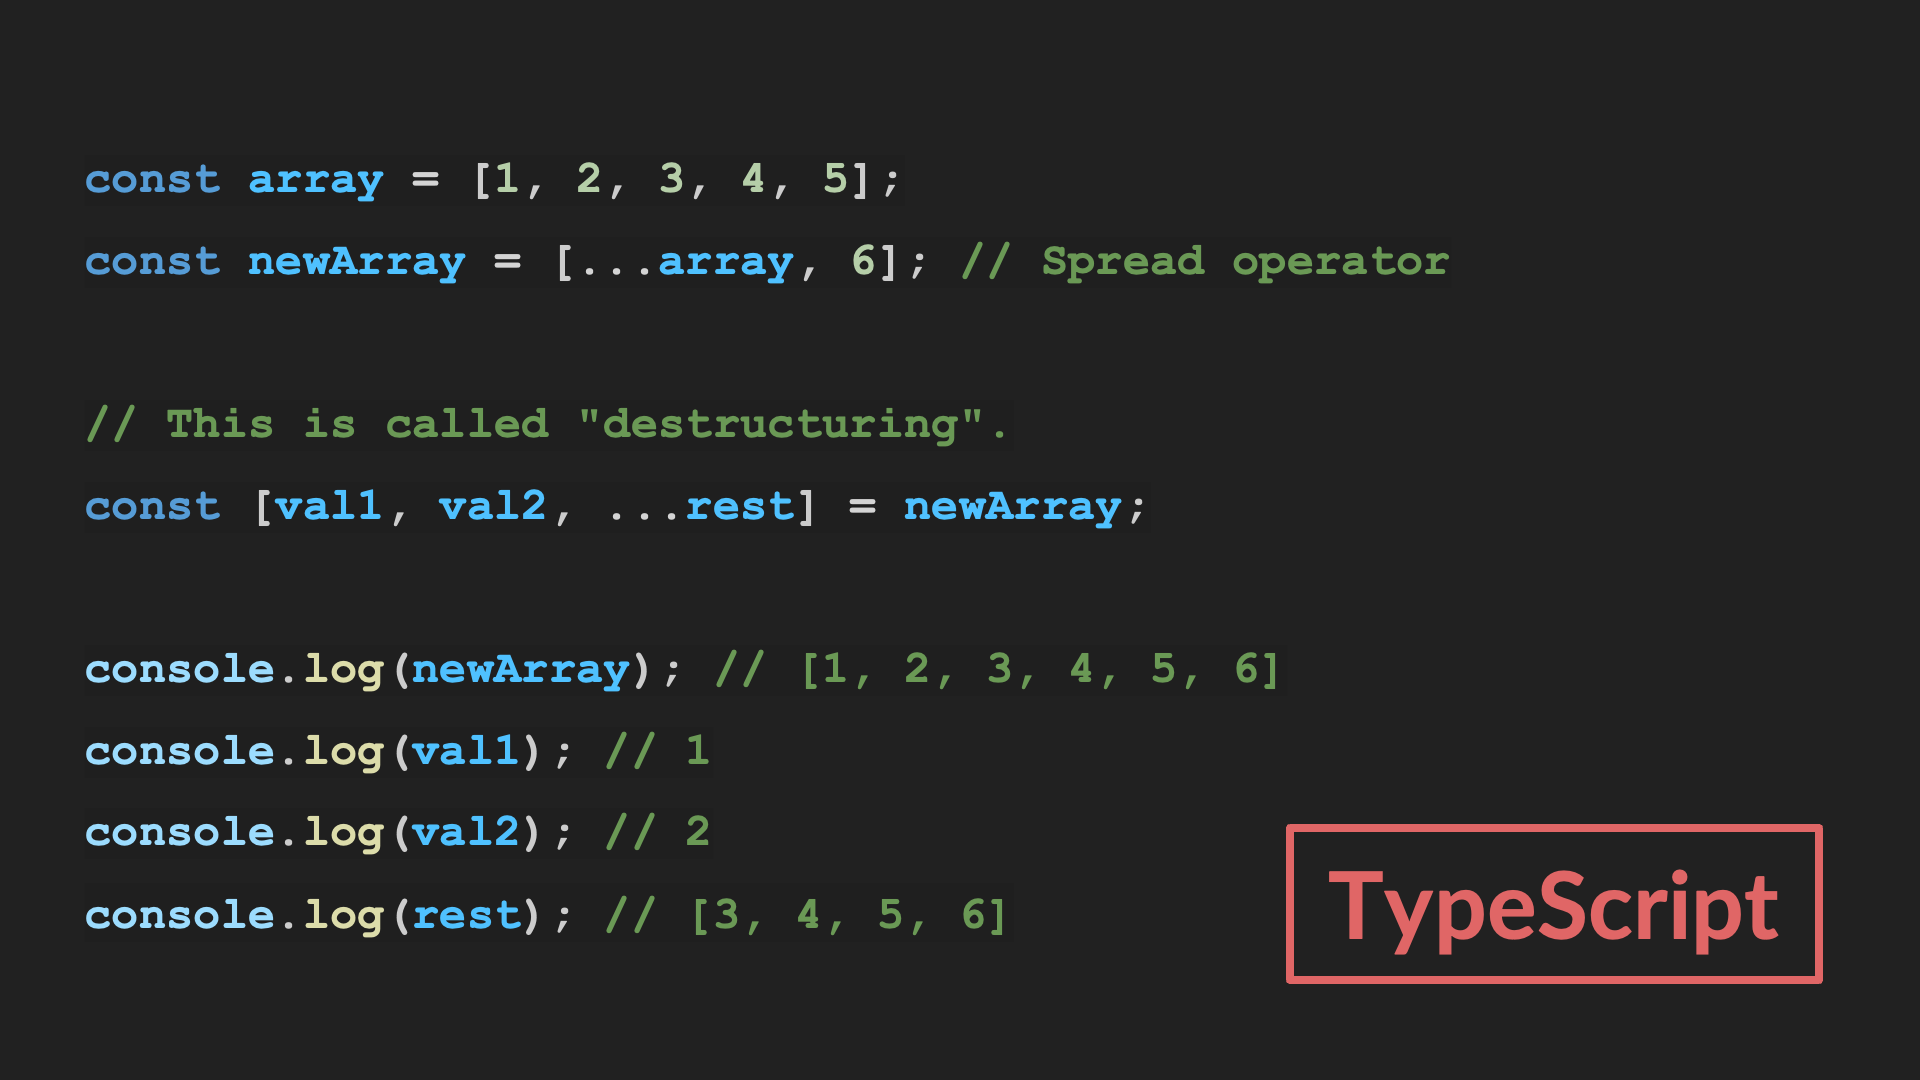 const array = [1, 2, 3, 4, 5];
const newArray = [...array, 6]; // Spread operator
// This is called "destructuring".
const [val1, val2, ...rest] = newArray;
console.log(newArray); // [1, 2, 3, 4, 5, 6]
console.log(val1); // 1
console.log(val2); // 2
console.log(rest); // [3, 4, 5, 6]
TypeScript